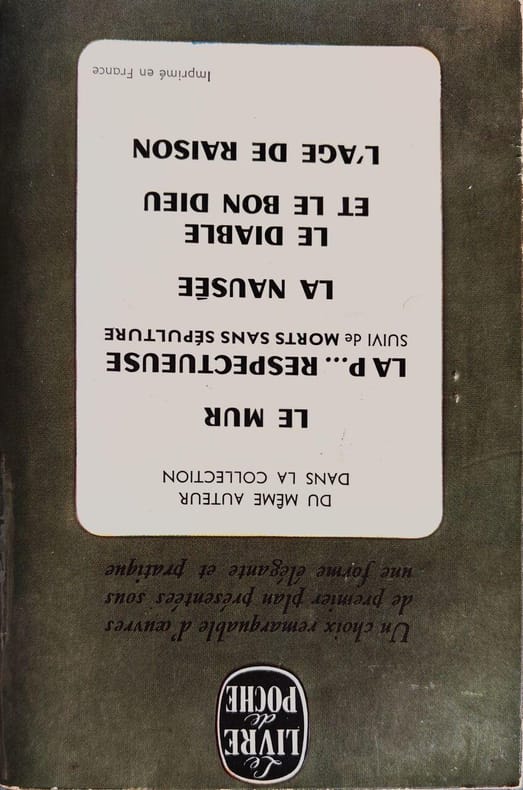 Le
LIVRE
de
POCHE
Un choix remarquable d'œuvres
de premier plan présentées sous
une forme élégante et pratique
DU MÊME AUTEUR
DANS LA COLLECTION
LE MUR
LA P... RESPECTUEUSE
SUIVI de MORTS SANS SÉPULTURE
LA NAUSÉE
LE DIABLE
ET LE BON DIEU
L'AGE DE RAISON
Imprimé en France